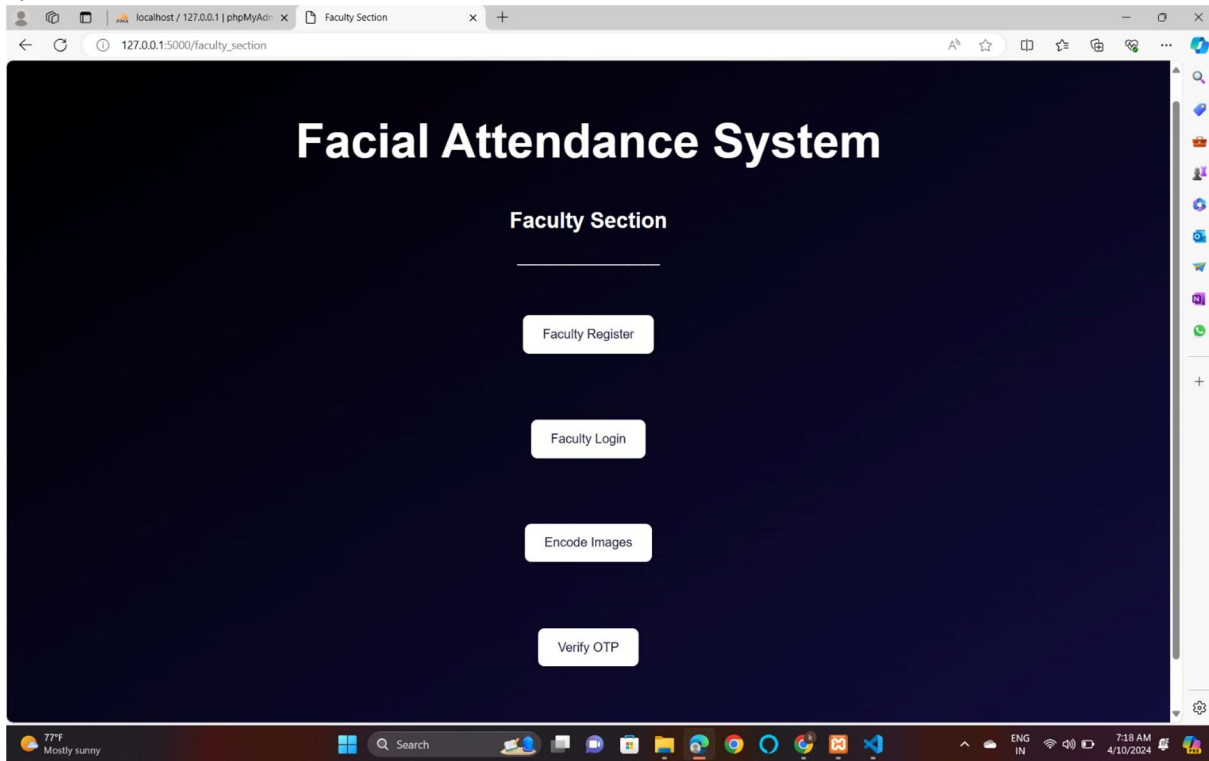 localhost / 127.0.0.1 | phpMyAdn
Faculty Section
127.0.0.1:5000/faculty_section
Facial Attendance System
Faculty Section
Faculty Register
Faculty Login
Encode Images
Verify OTP
77°F
Mostly sunny
Search
ENG
IN
7:18 AM
4/10/2024